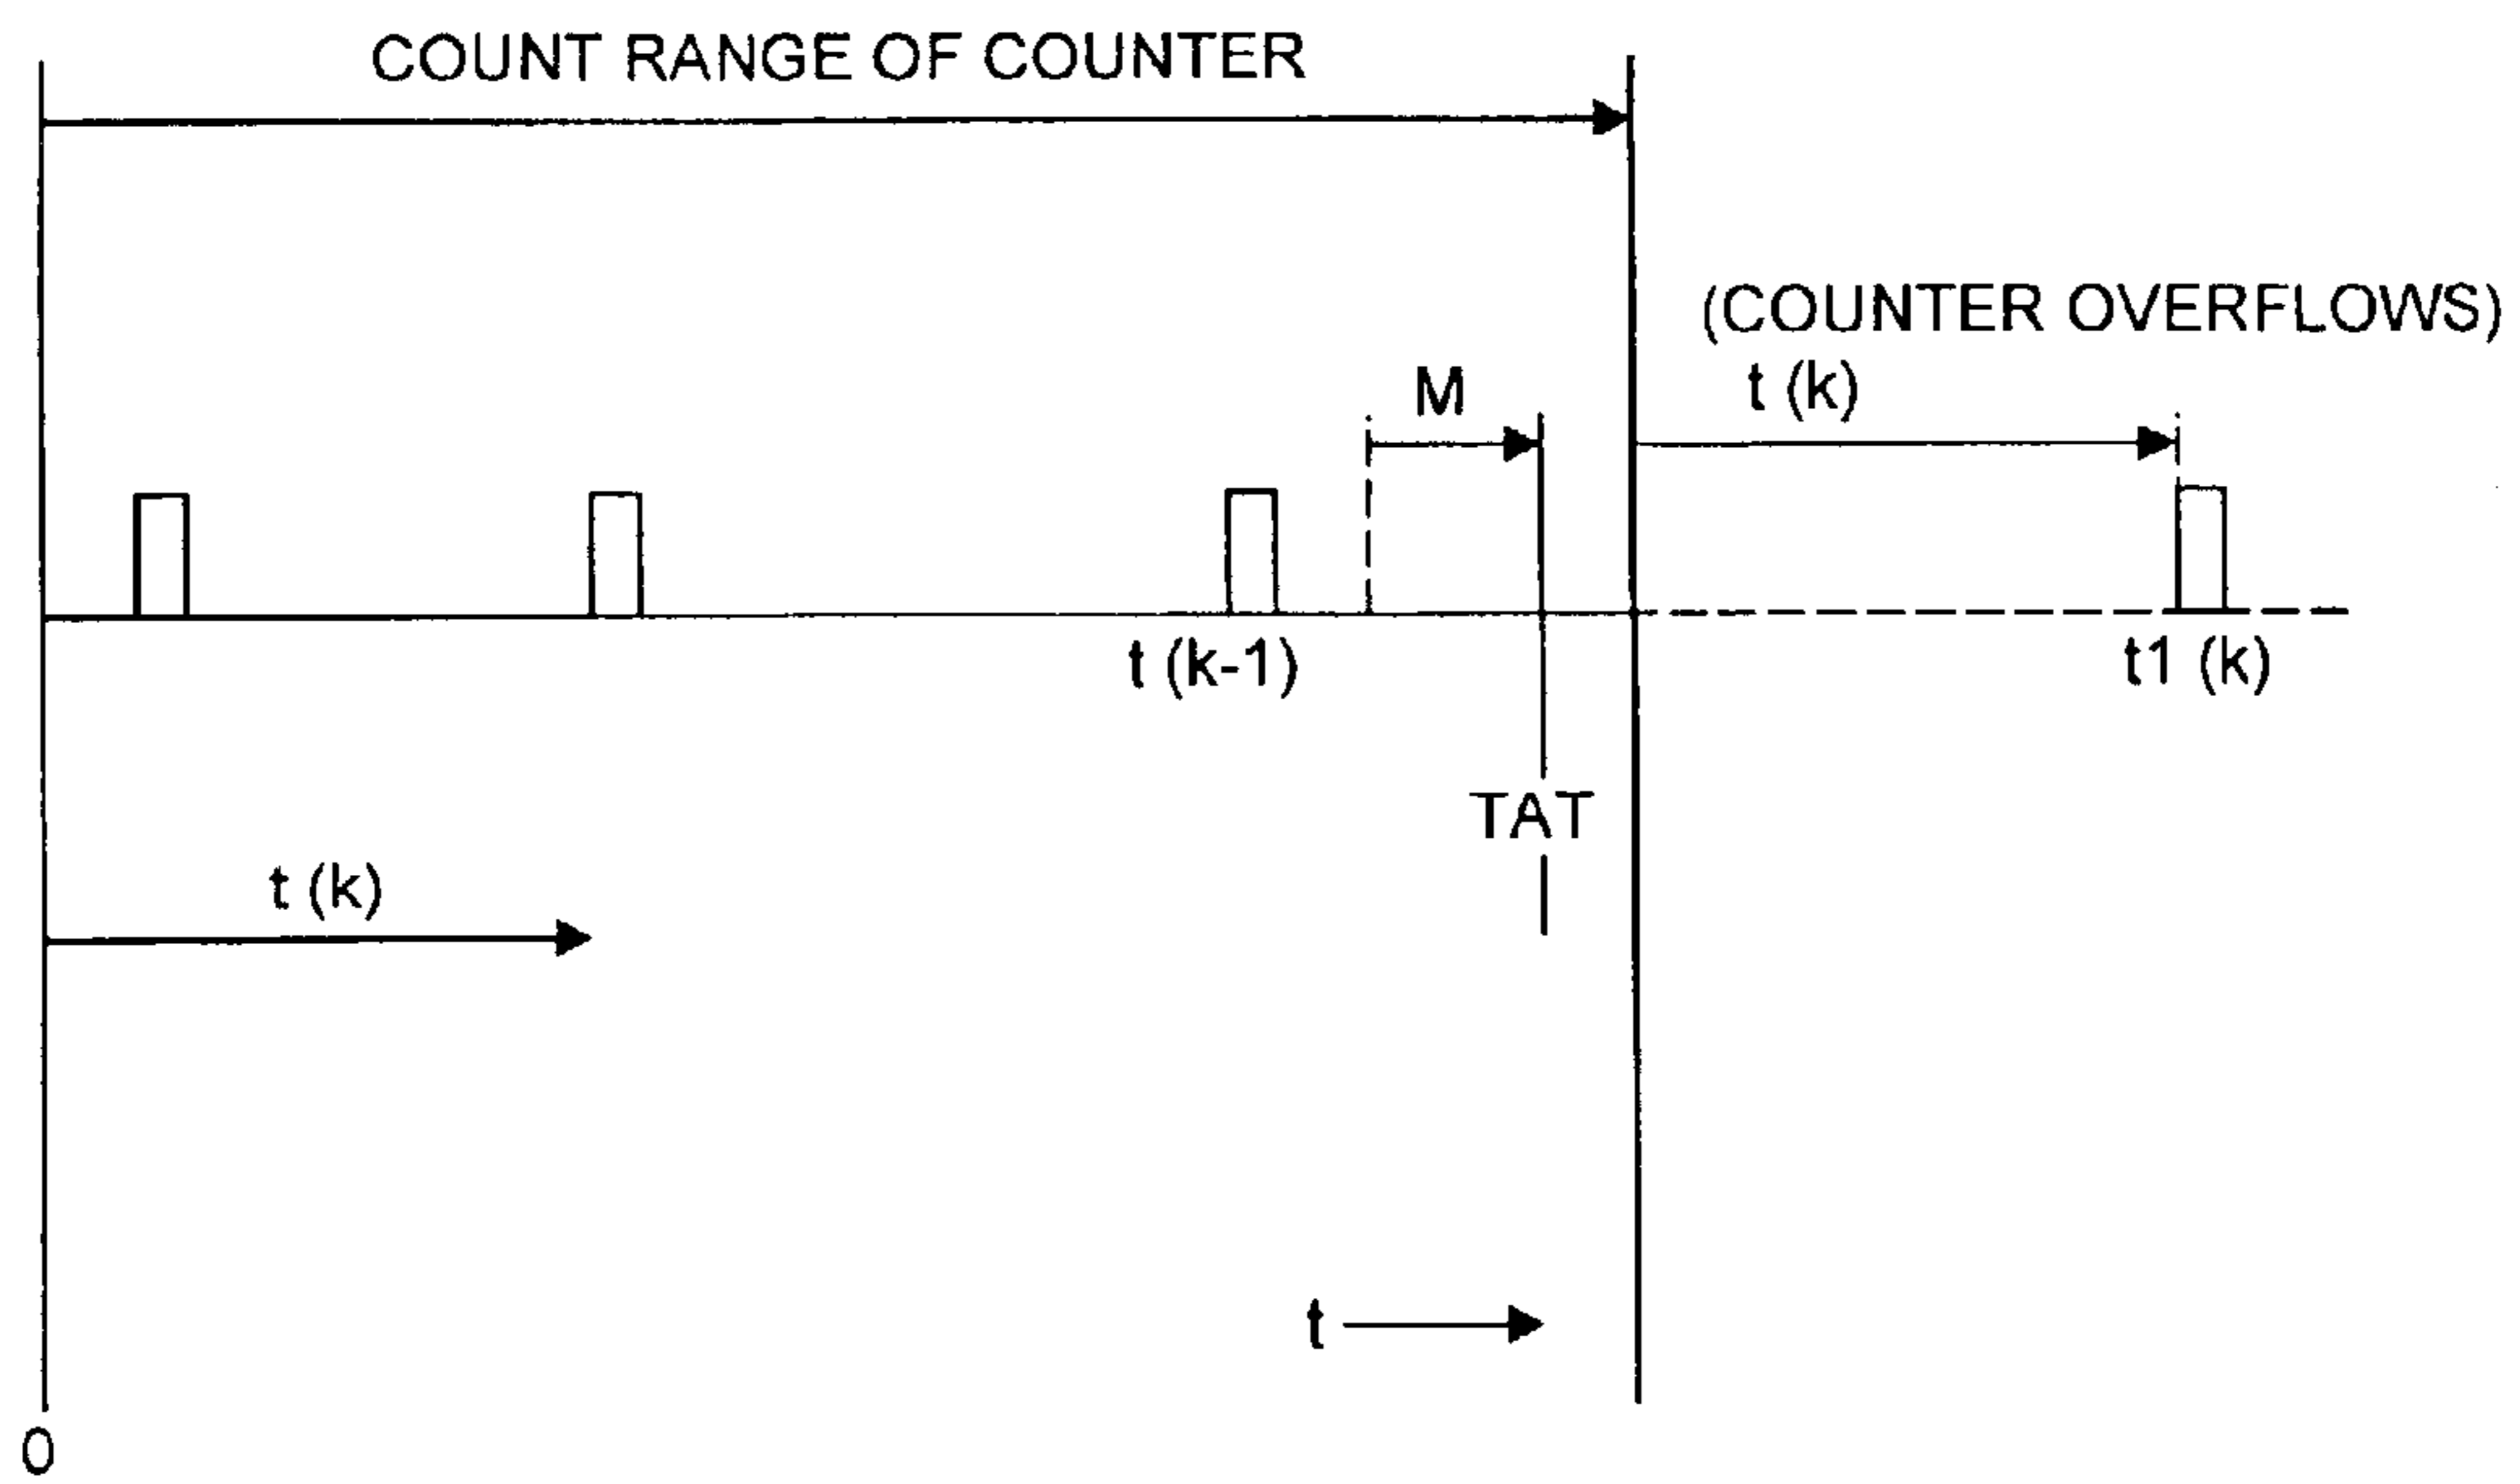 COUNT RANGE OF COUNTER
(COUNTER OVERFLOWS)
M
t (k)
t (k-1)
t1 (k)
TAT
t (k)
t
0